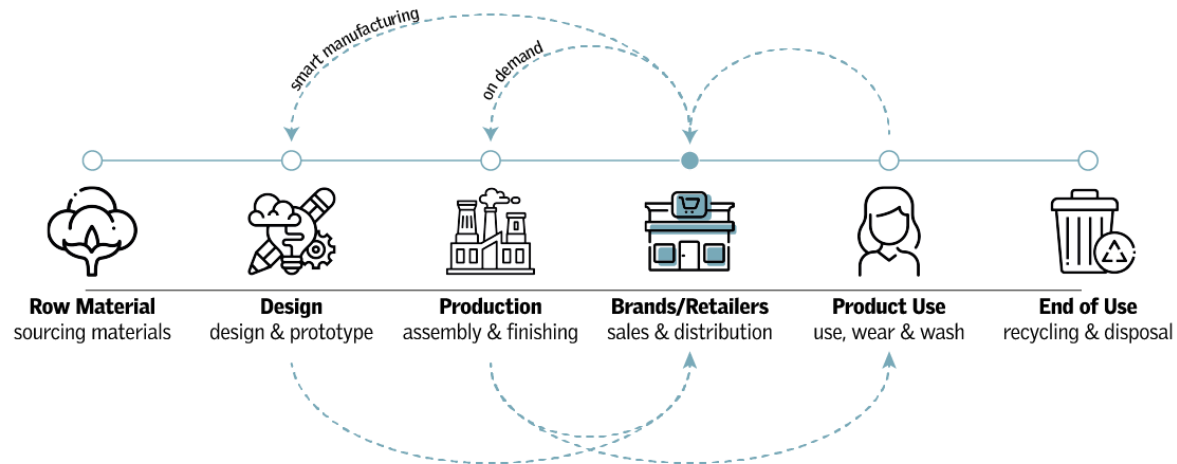 smart manufacturing
on demand
Row Material
sourcing materials
Design
design & prototype
Production
assembly & finishing
Brands/Retailers
sales & distribution
Product Use
use, wear & wash
End of Use
recycling & disposal